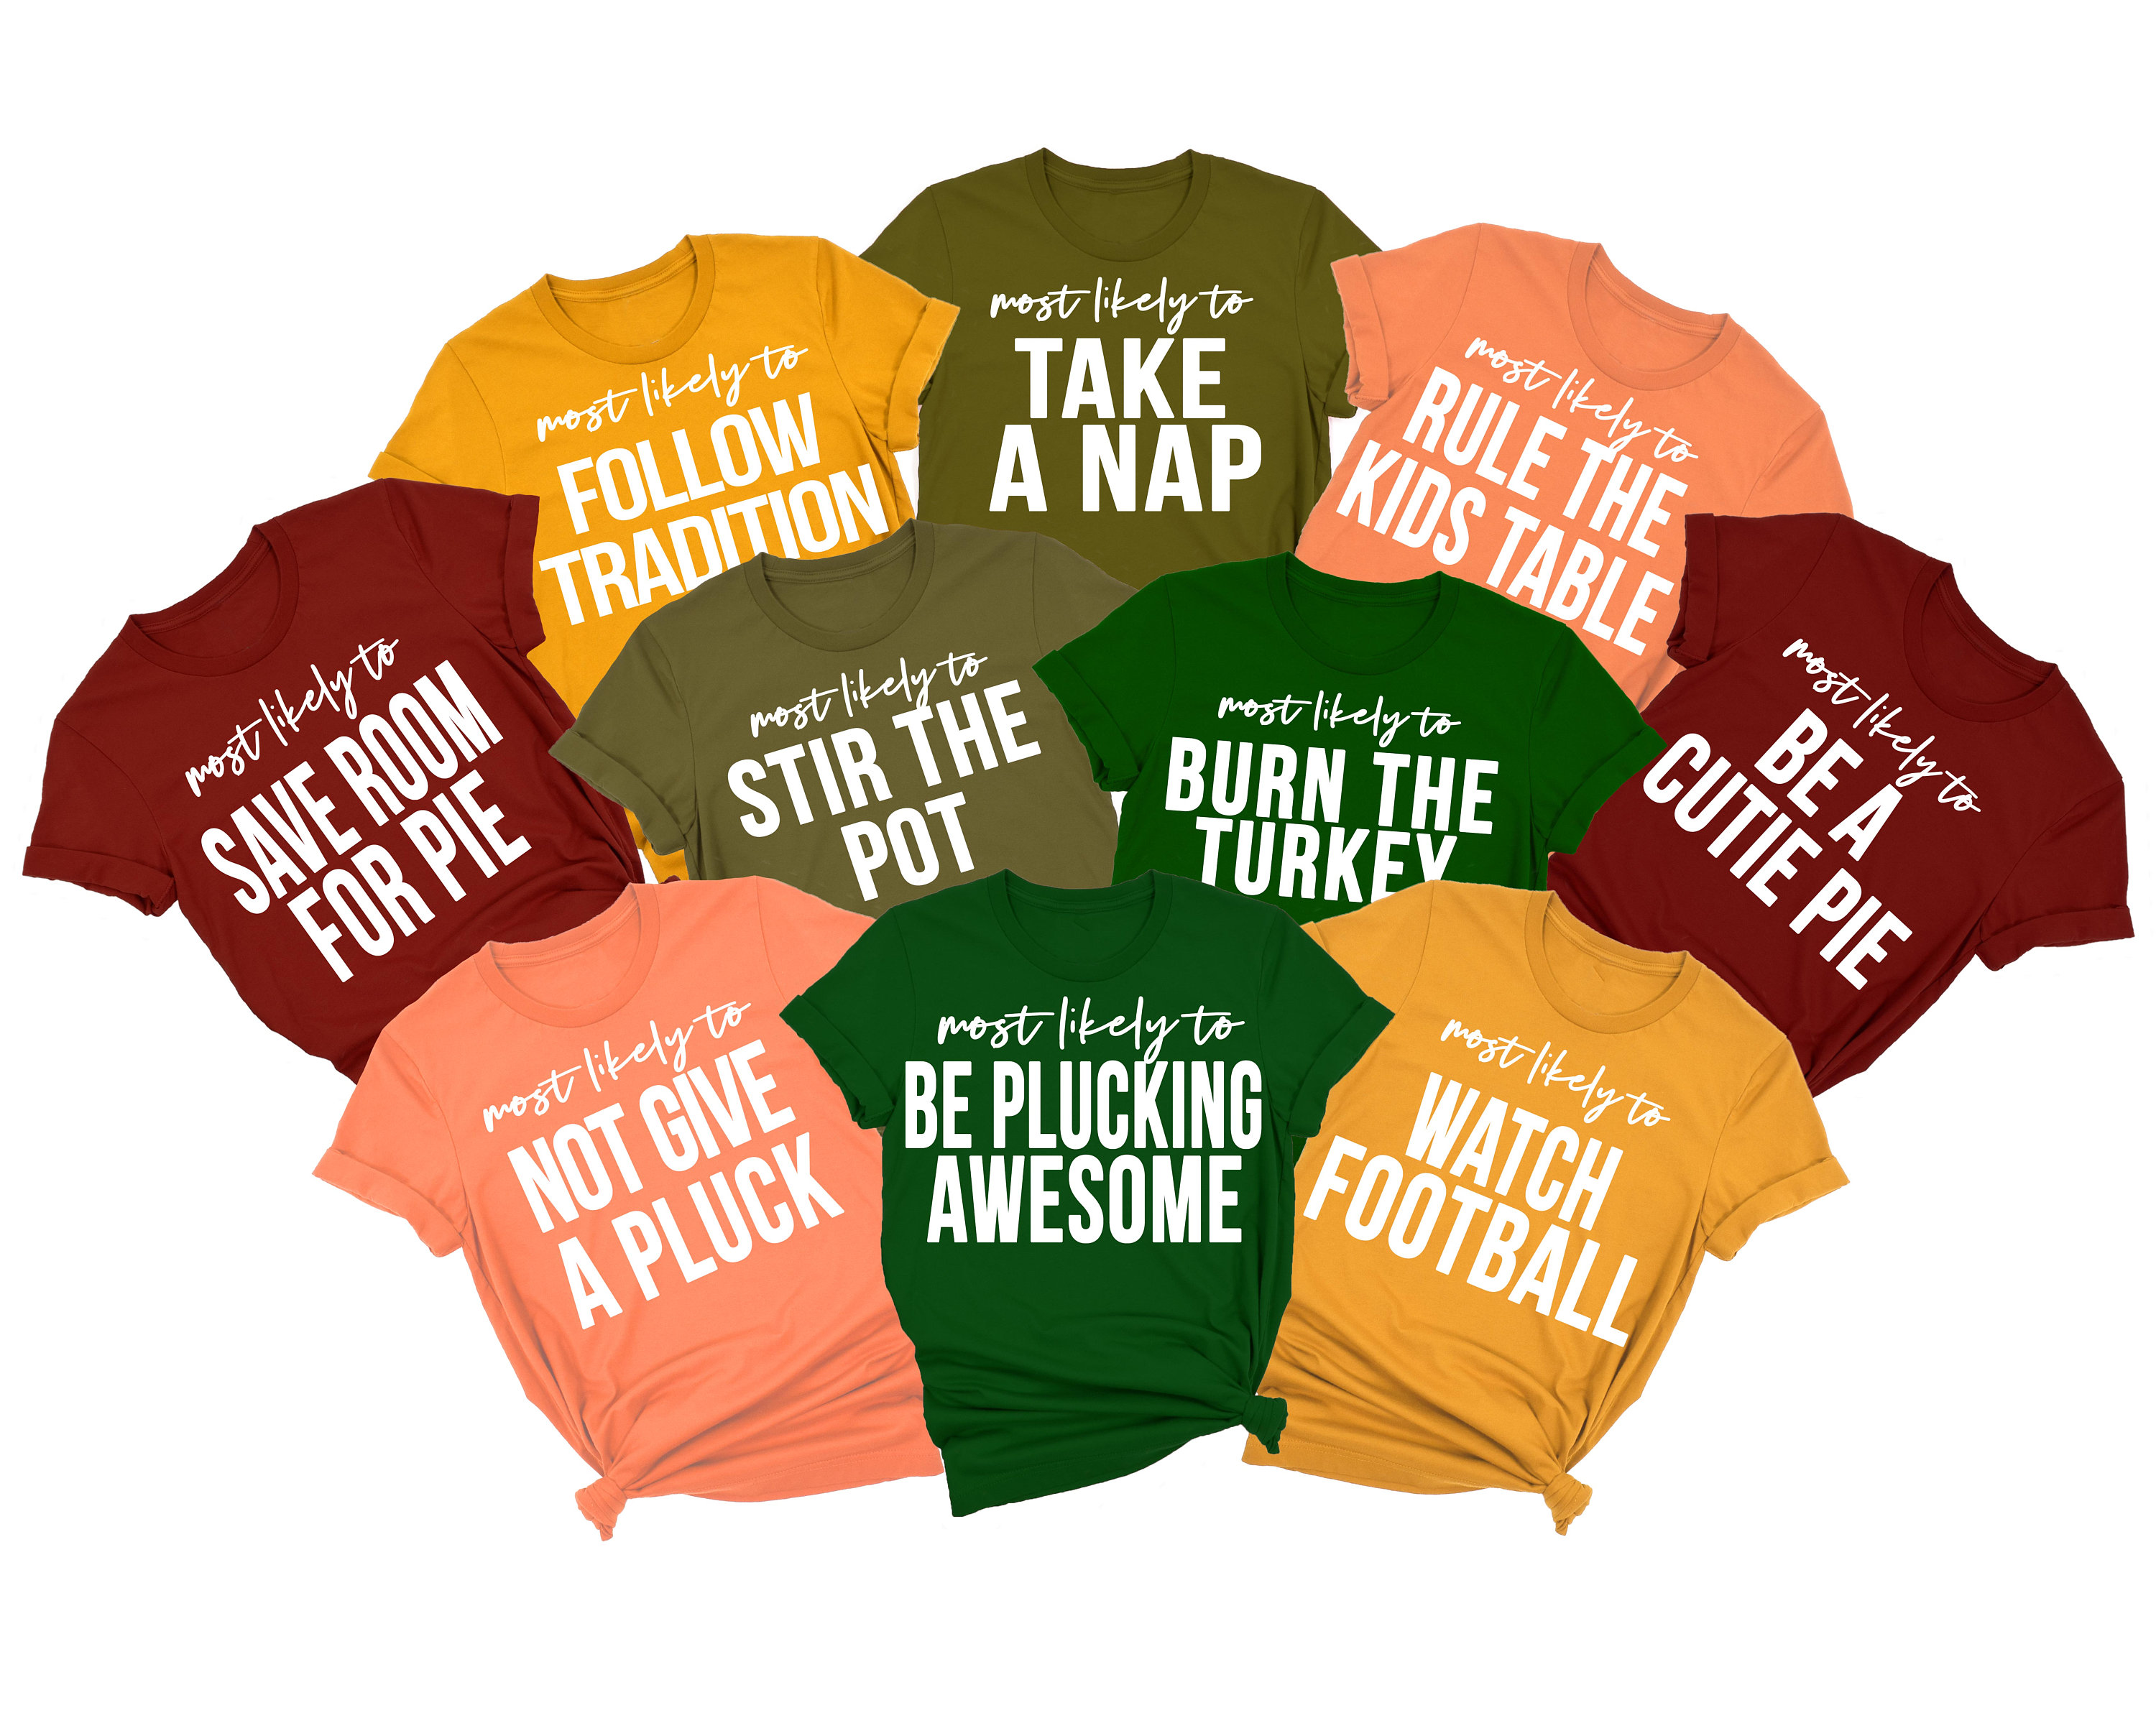 most likely to
TAKE
A NAP
most likely to
FOLLOW
TRADITION
most likely to
RULE THE
KIDS TABLE
most likely to
SAVE ROOM
FOR PIE
most likely to
STIR THE
POT
most likely to
BURN THE
TURKEY
most likely to
BE A
CUTIE PIE
most likely to
NOT GIVE
A PLUCK
most likely to
BE PLUCKING
AWESOME
most likely to
WATCH
FOOTBALL